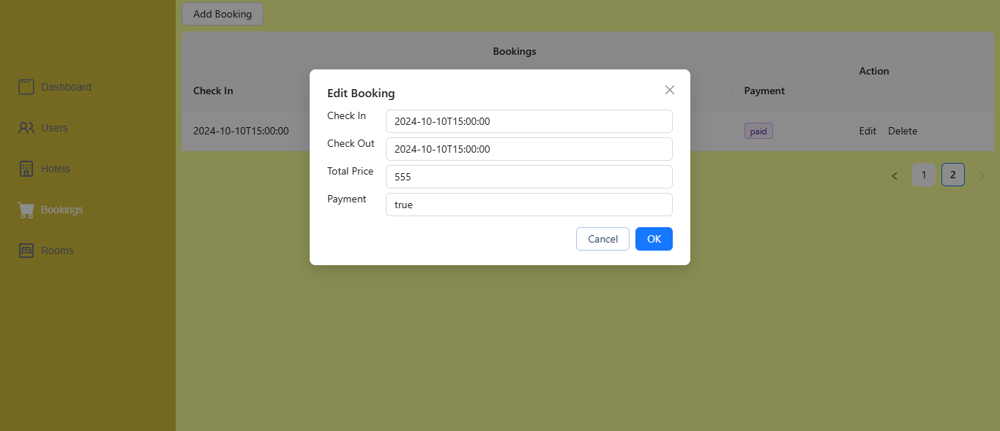 Add Booking
Dashboard
Users
Hotels
Bookings
Rooms
Bookings
Check In
Payment
Action
2024-10-10T15:00:00
paid
Edit Delete
1 2
Edit Booking
Check In 2024-10-10T15:00:00
Check Out 2024-10-10T15:00:00
Total Price 555
Payment true
Cancel OK